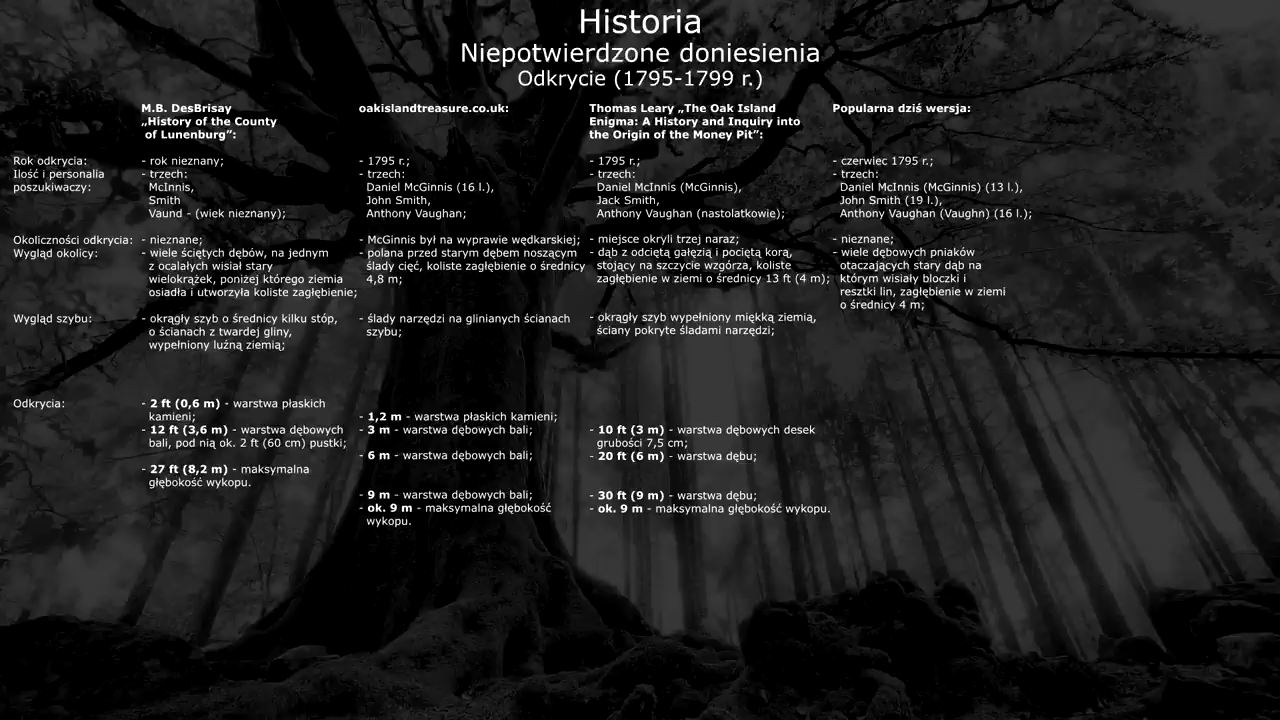 Historia
Niepotwierdzone doniesienia
Odkrycie (1795-1799 r.)
M.B. DesBrisay
„History of the County
of Lunenburg”:
oakislandtreasure.co.uk:
Thomas Leary „The Oak Island
Enigma: A History and Inquiry into
the Origin of the Money Pit”:
Popularna dziś wersja:
Rok odkrycia:
Ilość i personalia
poszukiwaczy:
- rok nieznany;
- trzech:
McInnis,
Smith
Vaund - (wiek nieznany);
- 1795 r.;
- trzech:
Daniel McGinnis (16 l.),
John Smith,
Anthony Vaughan;
- 1795 r.;
- trzech:
Daniel McInnis (McGinnis),
Jack Smith,
Anthony Vaughan (nastolatkowie);
- czerwiec 1795 r.;
- trzech:
Daniel McInnis (McGinnis) (13 l.),
John Smith (19 l.),
Anthony Vaughan (Vaughn) (16 l.);
Okoliczności odkrycia:
Wygląd okolicy:
- nieznane;
- wiele ściętych dębów, na jednym
z ocalałych wisiał stary
wielokrążek, poniżej którego ziemia
osiadła i utworzyła koliste zagłębienie;
- McGinnis był na wyprawie wędkarskiej;
- polana przed starym dębem noszącym
ślady cięć, koliste zagłębienie o średnicy
4,8 m;
- miejsce okryli trzej naraz;
- dąb z odciętą gałęzią i pociętą korą,
stojący na szczycie wzgórza, koliste
zagłębienie w ziemi o średnicy 13 ft (4 m);
- nieznane;
- wiele dębowych pniaków
otaczających stary dąb na
którym wisiały bloczki i
resztki lin, zagłębienie w ziemi
o średnicy 4 m;
Wygląd szybu:
- okrągły szyb o średnicy kilku stóp,
o ścianach z twardej gliny,
wypełniony luźną ziemią;
- ślady narzędzi na glinianych ścianach
szybu;
- okrągły szyb wypełniony miękką ziemią,
ściany pokryte śladami narzędzi;
Odkrycia:
- 2 ft (0,6 m) - warstwa płaskich
kamieni;
- 12 ft (3,6 m) - warstwa dębowych
bali, pod nią ok. 2 ft (60 cm) pustki;
- 27 ft (8,2 m) - maksymalna
głębokość wykopu.
- 1,2 m - warstwa płaskich kamieni;
- 3 m - warstwa dębowych bali;
- 6 m - warstwa dębowych bali;
- 9 m - warstwa dębowych bali;
- ok. 9 m - maksymalna głębokość
wykopu.
- 10 ft (3 m) - warstwa dębowych desek
grubości 7,5 cm;
- 20 ft (6 m) - warstwa dębu;
- 30 ft (9 m) - warstwa dębu;
- ok. 9 m - maksymalna głębokość wykopu.